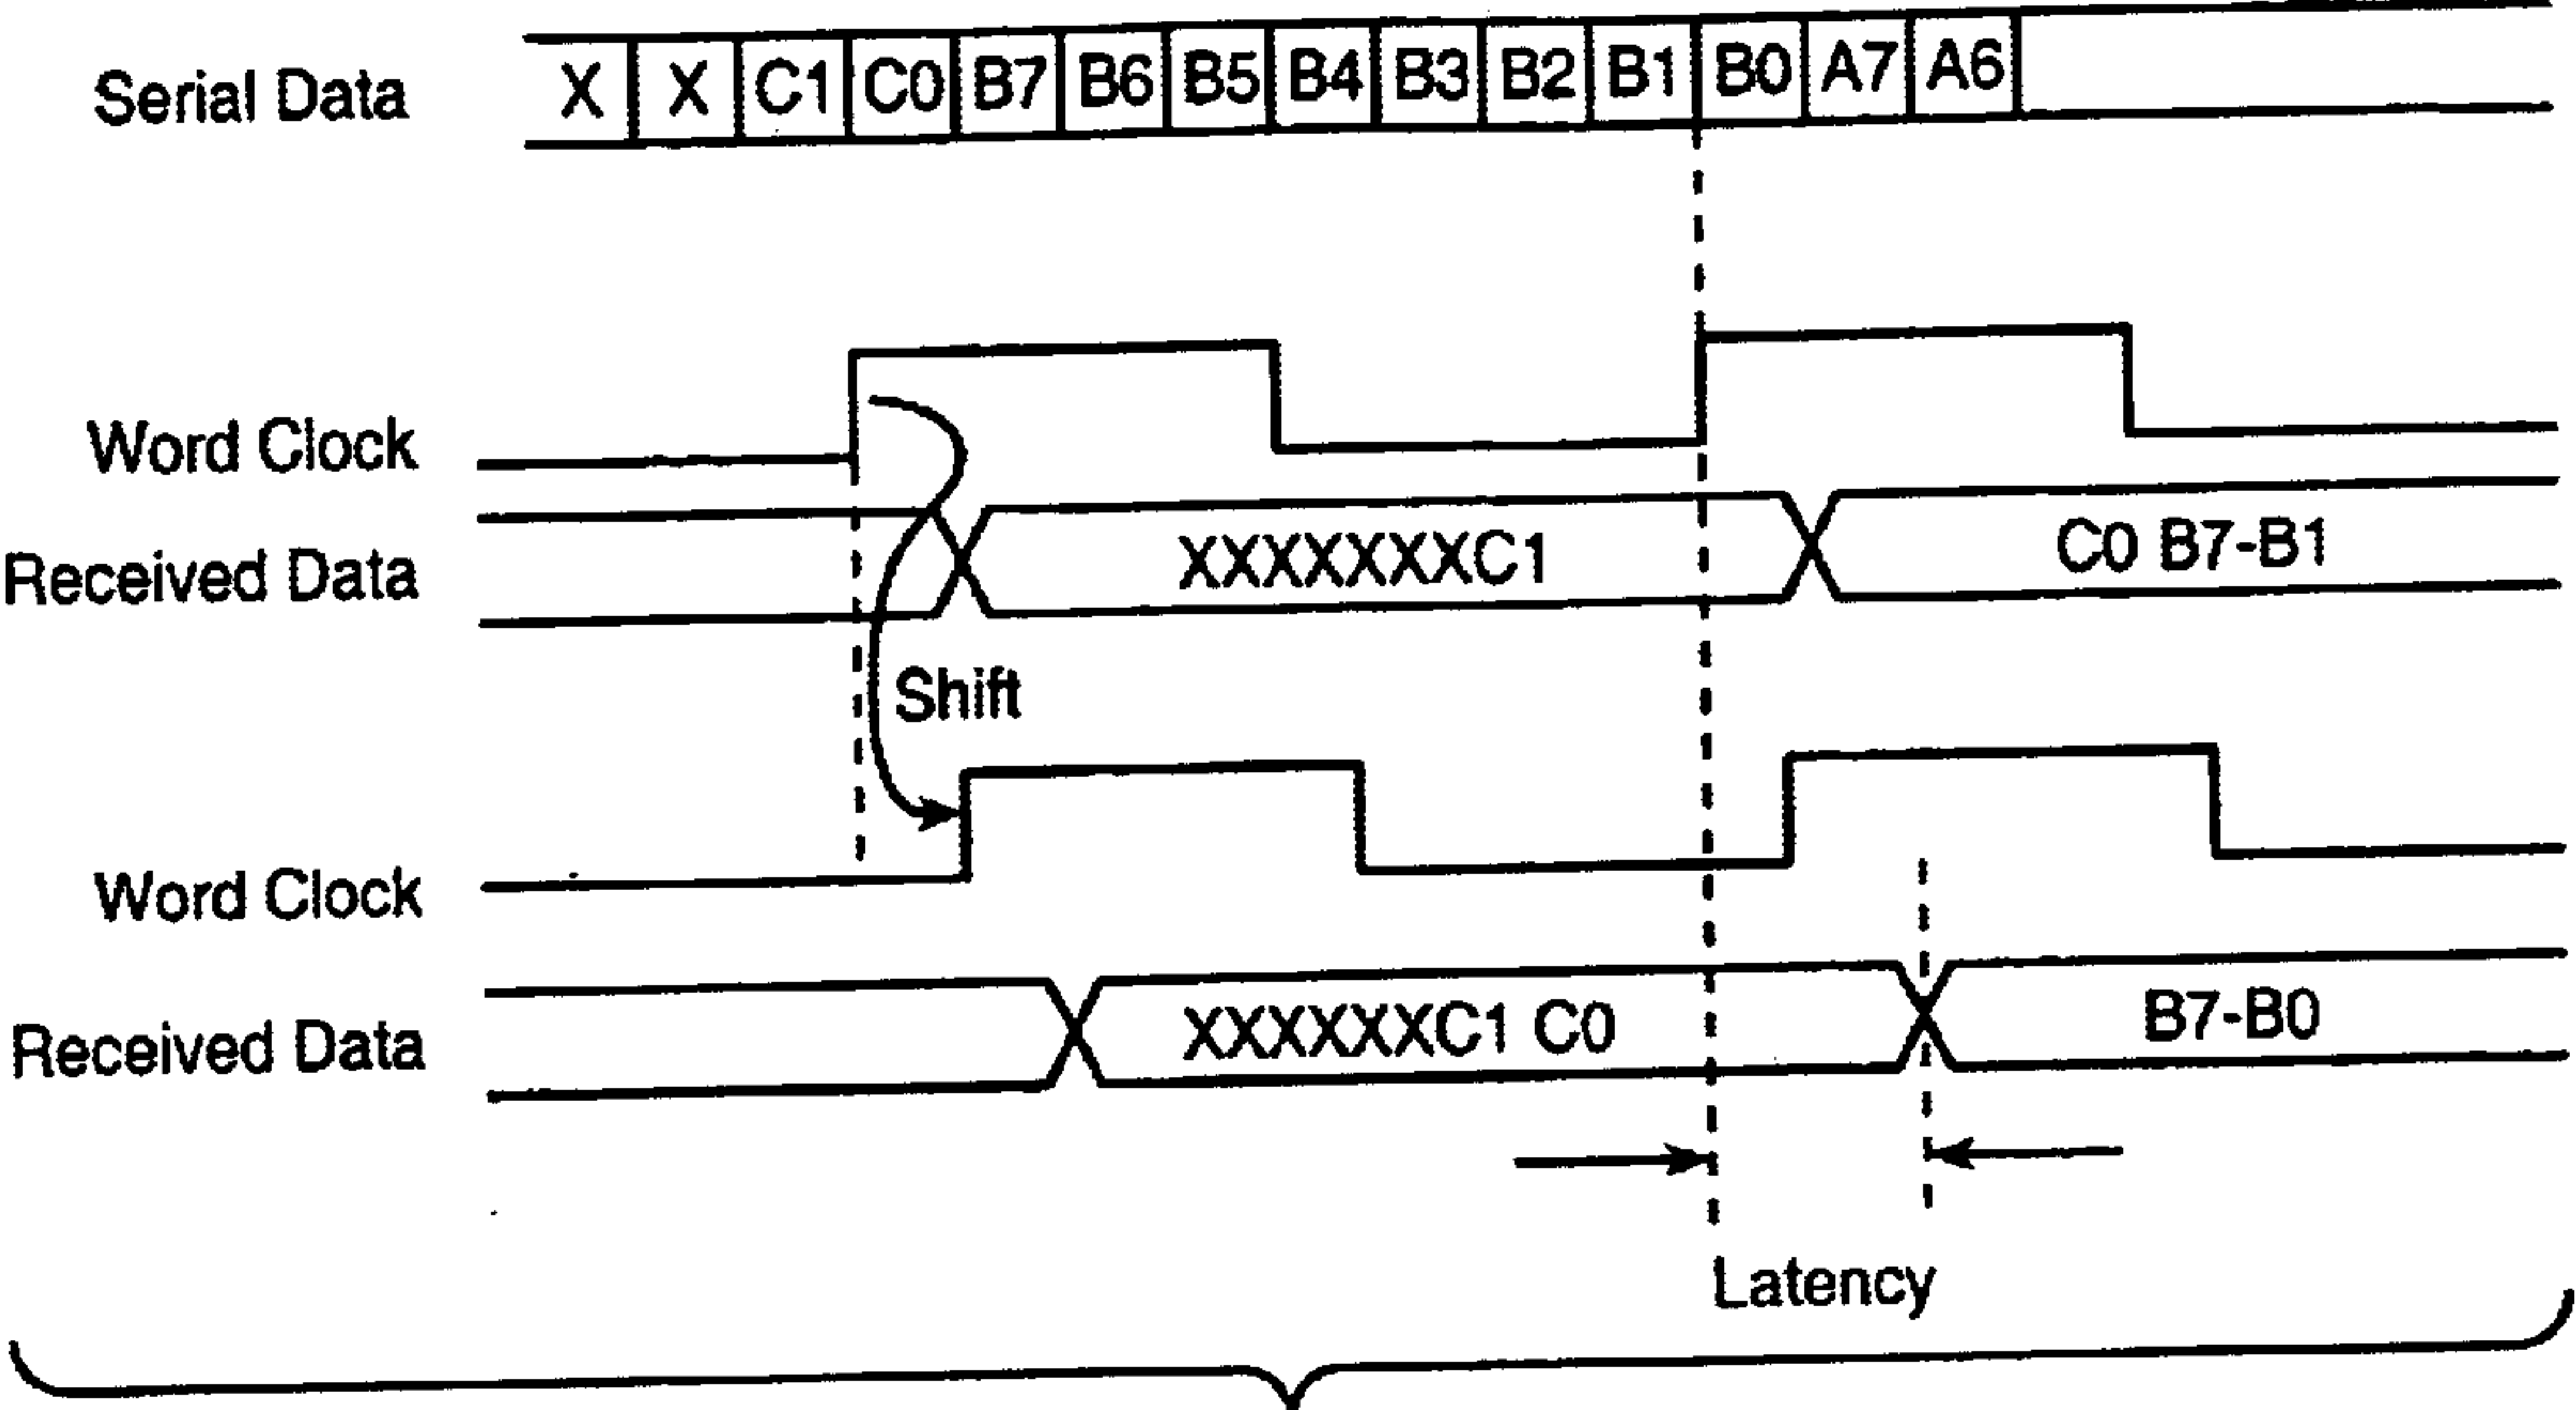 Serial Data X X C1 C0 B7 B6 B5 B4 B3 B2 B1 B0 A7 A6
Word Clock
Received Data XXXXXXXC1 C0 B7-B1
Shift
Word Clock
Received Data XXXXXXC1 C0 B7-B0
Latency